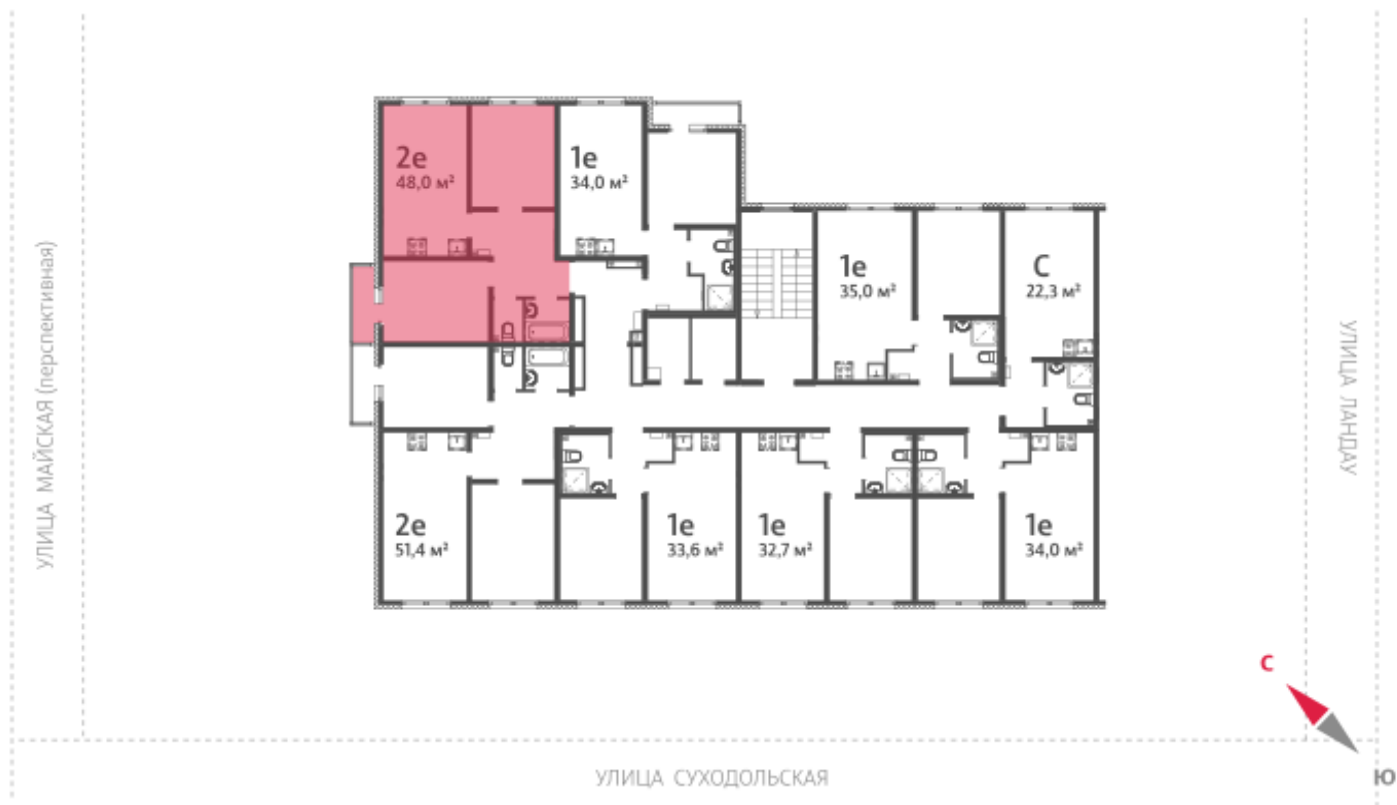 2е
48,0 м²
1е
34,0 м²
1е
35,0 м²
С
22,3 м²
2е
51,4 м²
1е
33,6 м²
1е
32,7 м²
1е
34,0 м²
УЛИЦА МАЙСКАЯ (перспективная)
УЛИЦА ЛАНДАУ
С
Ю
УЛИЦА СУХОДОЛЬСКАЯ